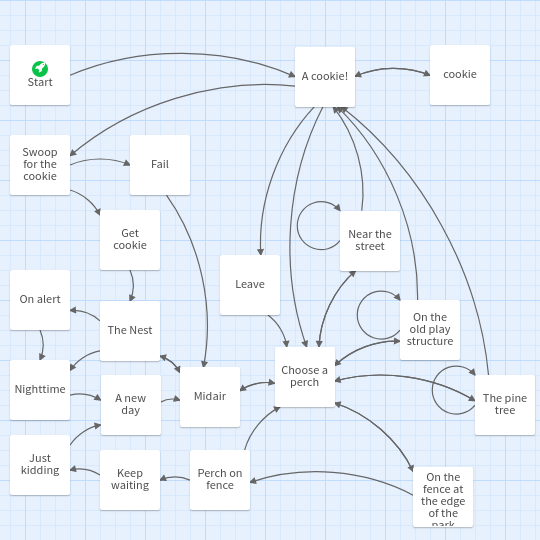 Start
A cookie!
cookie
Swoop
for the
cookie
Fail
Get
cookie
Near the
street
On alert
Leave
The Nest
On the
old play
structure
Nighttime
A new
day
Midair
Choose a
perch
The pine
tree
Just
kidding
Keep
waiting
Perch on
fence
On the
fence at
the edge
of the
park